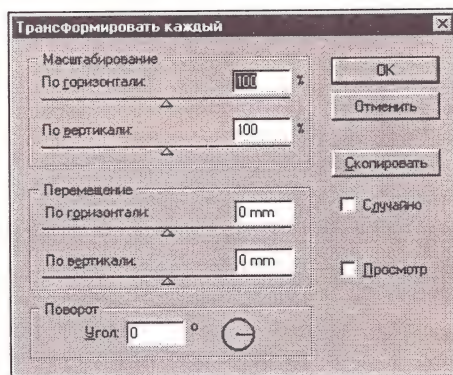 Трансформировать каждый
Масштабирование
По горизонтали: 100 %
По вертикали: 100 %
OK
Отменить
Скопировать
Перемещение
По горизонтали: 0 mm
По вертикали: 0 mm
Случайно
Просмотр
Поворот
Угол: 0 °